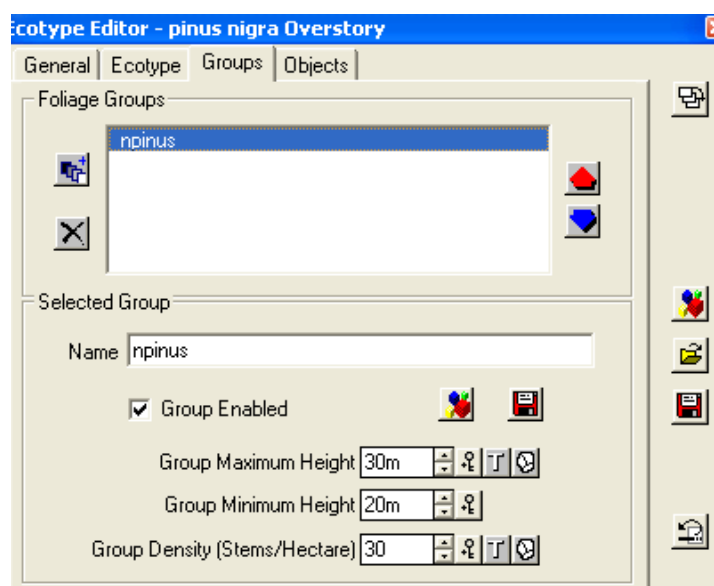 Ecotype Editor - pinus nigra Overstory
General Ecotype Groups Objects
Foliage Groups
npinus
Selected Group
Name npinus
Group Enabled
Group Maximum Height 30m
Group Minimum Height 20m
Group Density (Stems/Hectare) 30